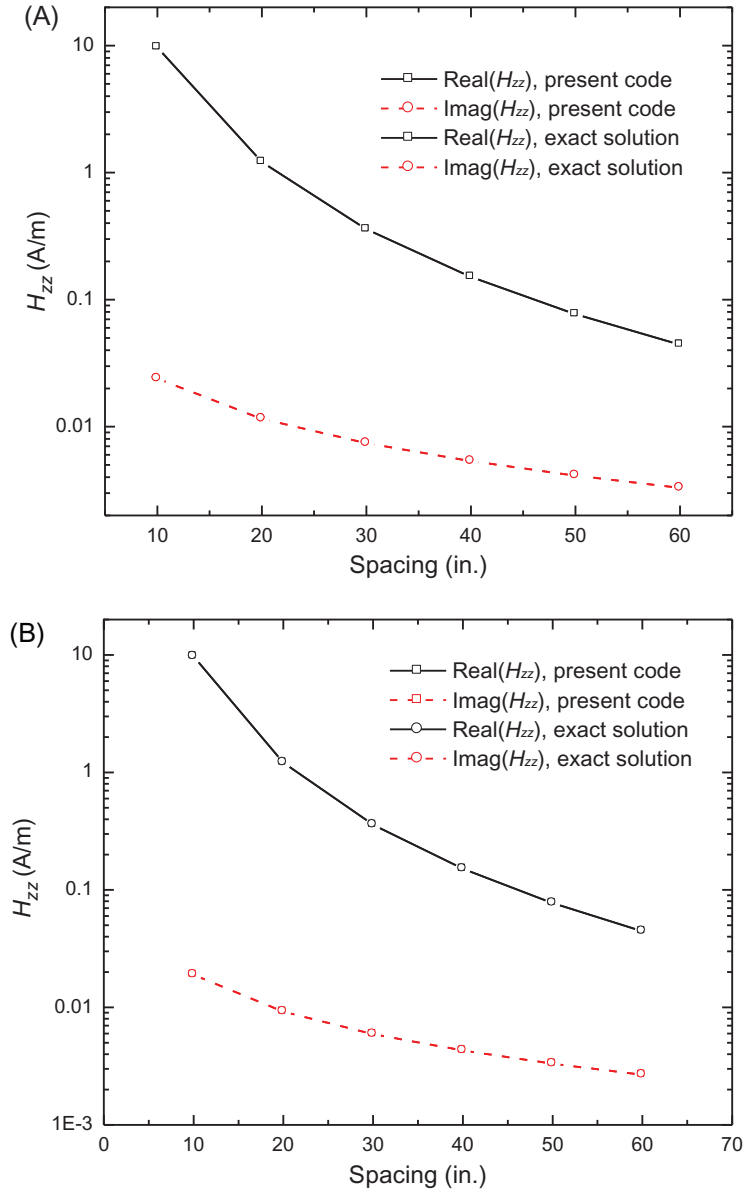 (A)
10
1
0.1
0.01
Hzz (A/m)
Real(Hzz), present code
Imag(Hzz), present code
Real(Hzz), exact solution
Imag(Hzz), exact solution
10 20 30 40 50 60
Spacing (in.)
(B)
10
1
0.1
0.01
1E-3
Hzz (A/m)
Real(Hzz), present code
Imag(Hzz), present code
Real(Hzz), exact solution
Imag(Hzz), exact solution
0 10 20 30 40 50 60 70
Spacing (in.)